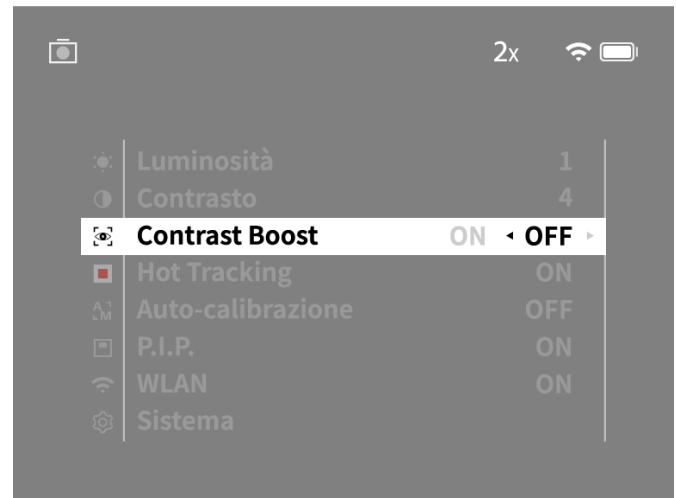 2x
Luminosità 1
Contrasto 4
Contrast Boost ON OFF
Hot Tracking ON
Auto-calibrazione OFF
P.I.P. ON
WLAN ON
Sistema